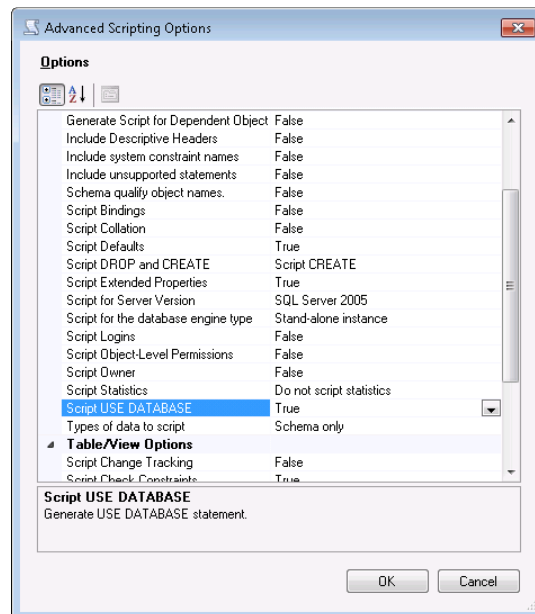 Advanced Scripting Options
Options
Generate Script for Dependent Object False
Include Descriptive Headers False
Include system constraint names False
Include unsupported statements False
Schema qualify object names. False
Script Bindings False
Script Collation False
Script Defaults True
Script DROP and CREATE Script CREATE
Script Extended Properties True
Script for Server Version SQL Server 2005
Script for the database engine type Stand-alone instance
Script Logins False
Script Object-Level Permissions False
Script Owner False
Script Statistics Do not script statistics
Script USE DATABASE True
Types of data to script Schema only
Table/View Options
Script Change Tracking False
Script Check Constraints True
Script USE DATABASE
Generate USE DATABASE statement.
OK Cancel